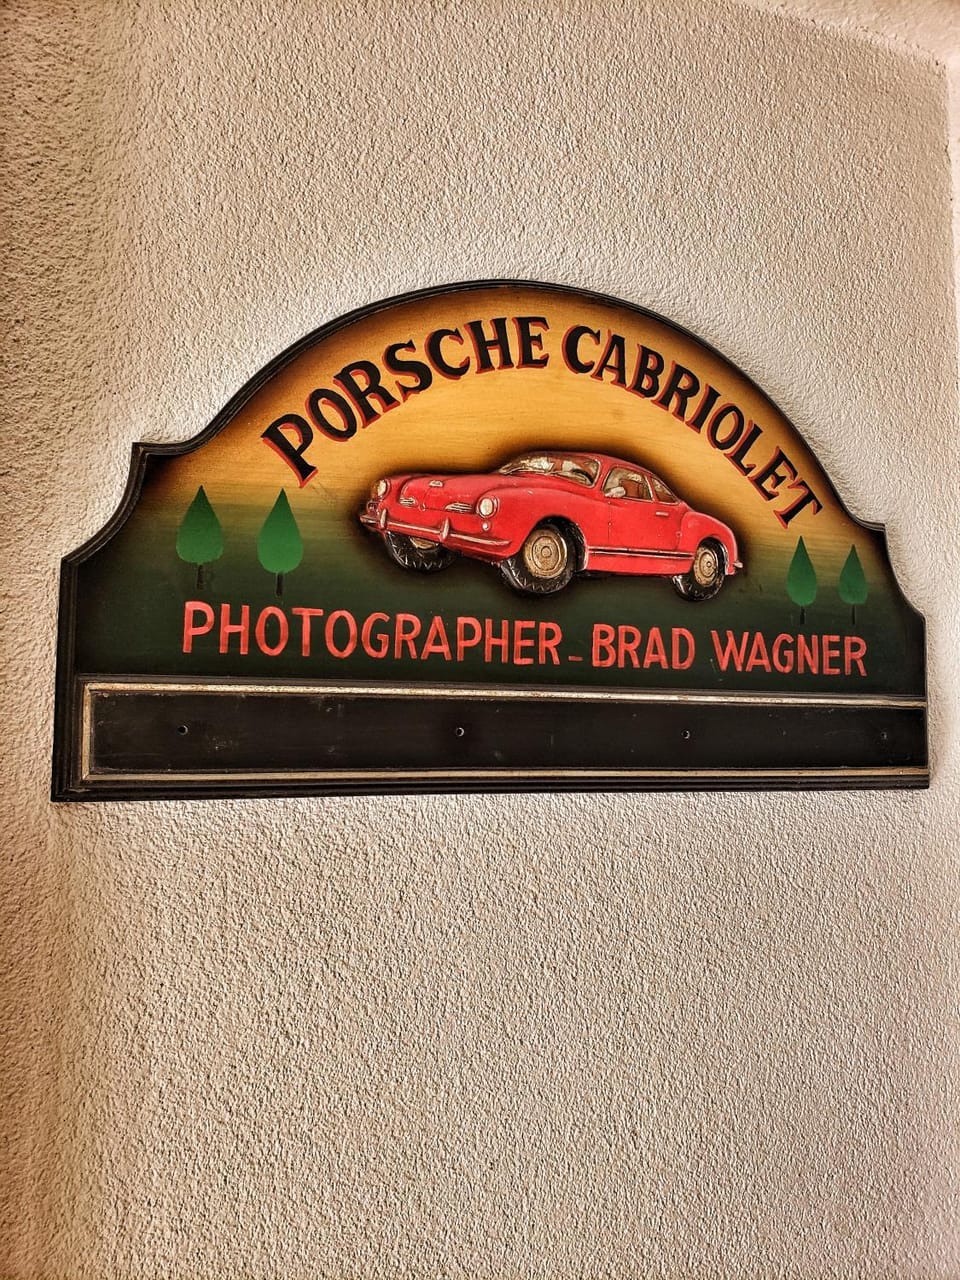 PORSCHE CABRIOLET
PHOTOGRAPHER - BRAD WAGNER